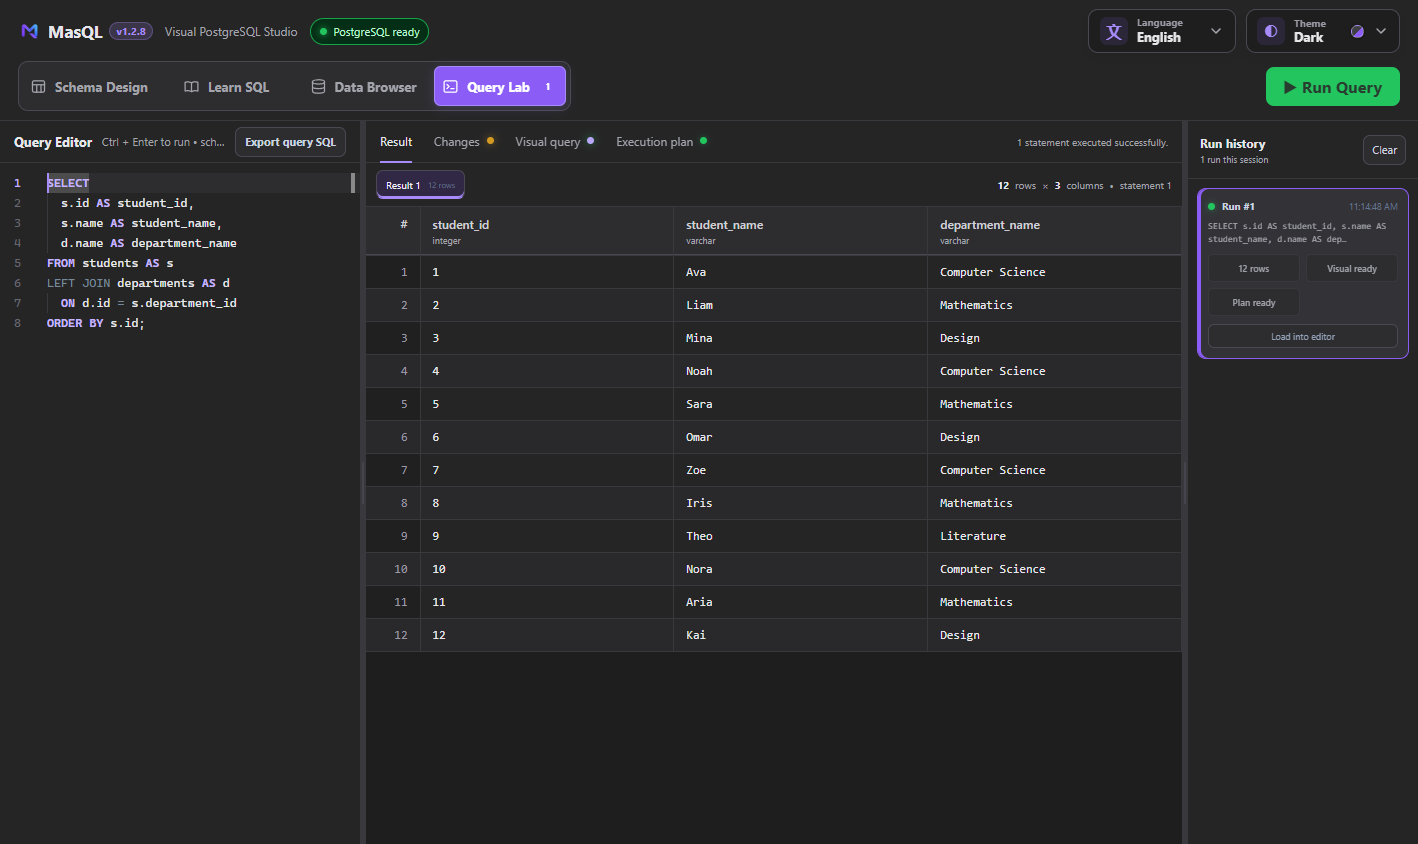 MasQL v1.2.8 Visual PostgreSQL Studio PostgreSQL ready
Language
English
Theme
Dark
Schema Design Learn SQL Data Browser Query Lab 1
Run Query
Query Editor Ctrl + Enter to run • sch... Export query SQL
1 SELECT
2 s.id AS student_id,
3 s.name AS student_name,
4 d.name AS department_name
5 FROM students AS s
6 LEFT JOIN departments AS d
7 ON d.id = s.department_id
8 ORDER BY s.id;
Result Changes Visual query Execution plan 1 statement executed successfully.
Result 1 12 rows 12 rows × 3 columns • statement 1
# student_id student_name department_name
integer varchar varchar
1 1 Ava Computer Science
2 2 Liam Mathematics
3 3 Mina Design
4 4 Noah Computer Science
5 5 Sara Mathematics
6 6 Omar Design
7 7 Zoe Computer Science
8 8 Iris Mathematics
9 9 Theo Literature
10 10 Nora Computer Science
11 11 Aria Mathematics
12 12 Kai Design
Run history
1 run this session
Clear
Run #1 11:14:48 AM
SELECT s.id AS student_id, s.name AS
student_name, d.name AS dep…
12 rows Visual ready
Plan ready
Load into editor